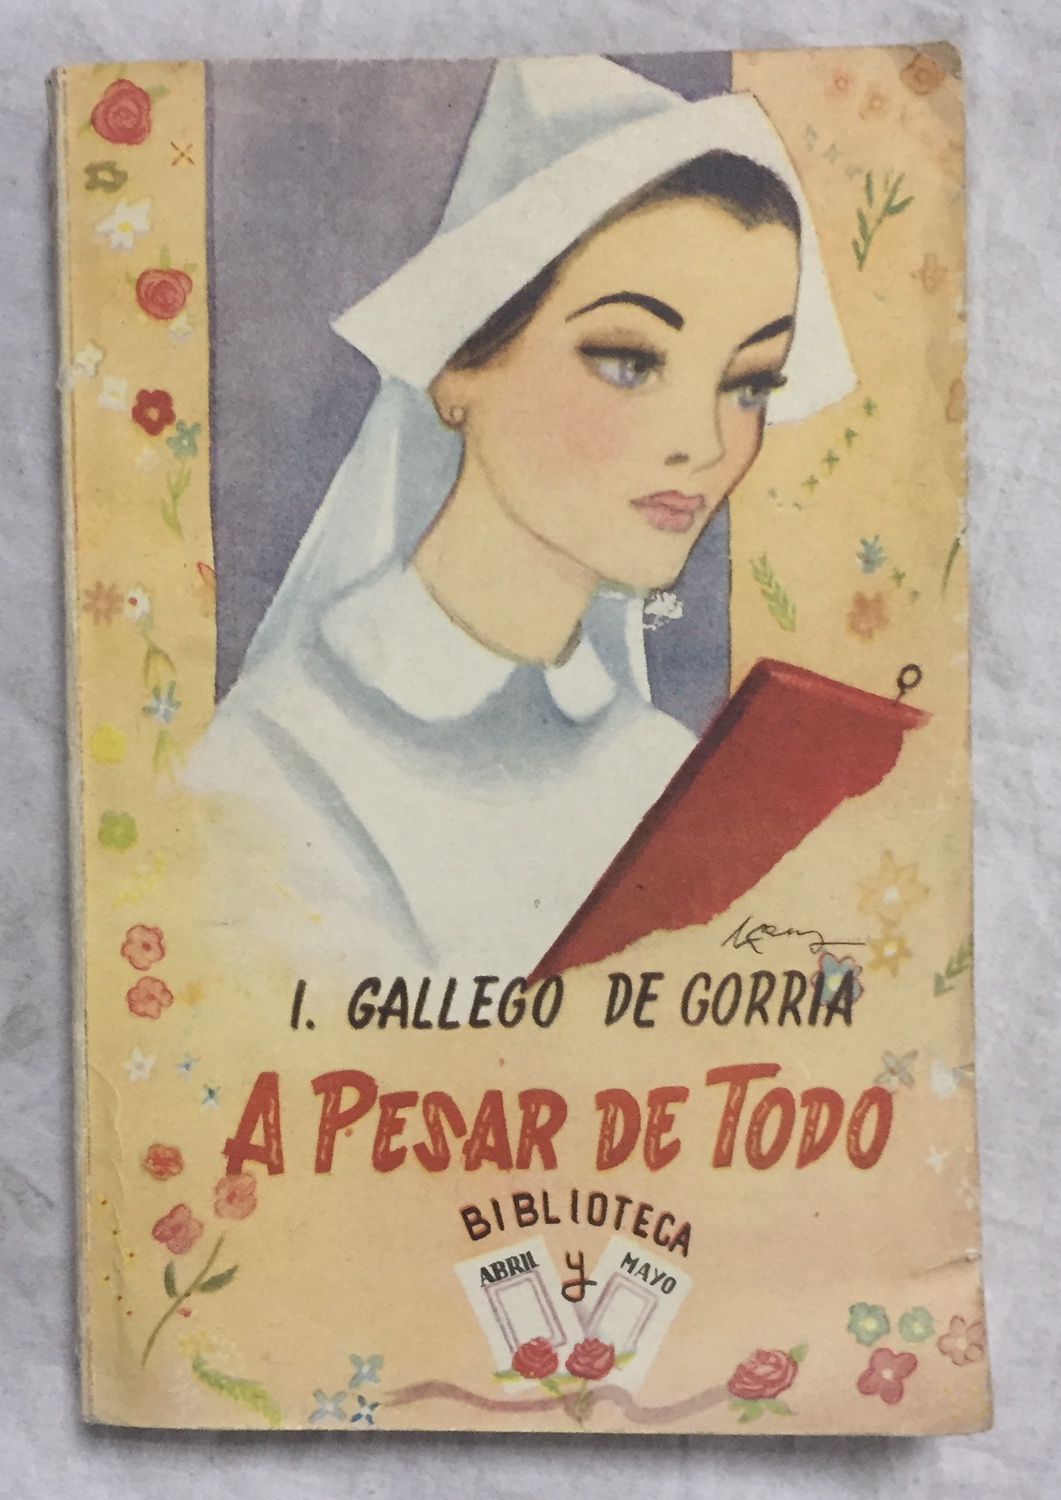 I. GALLEGO DE GORRIA
A PESAR DE TODO
BIBLIOTECA
ABRIL y MAYO